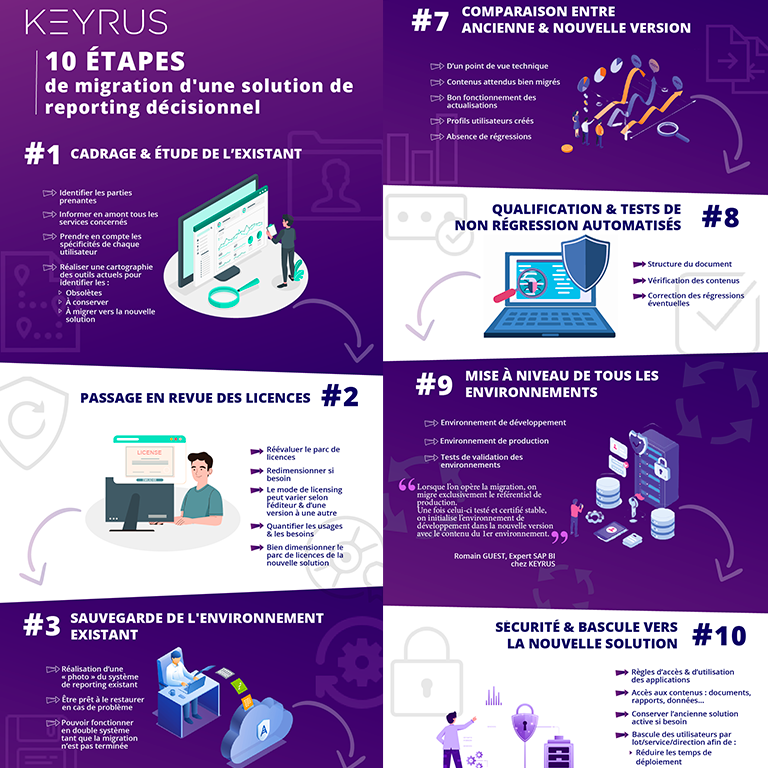 KEYRUS
10 ÉTAPES
de migration d'une solution de
reporting décisionnel
#1 CADRAGE & ÉTUDE DE L'EXISTANT
Identifier les parties
prenantes
Informer en amont tous les
services concernés
Prendre en compte les
spécificités de chaque
utilisateur
Réaliser une cartographie
des outils actuels pour
identifier les :
Obsolètes
À conserver
À migrer vers la nouvelle
solution
PASSAGE EN REVUE DES LICENCES #2
LICENSE
Réévaluer le parc de
licences
Redimensionner si
besoin
Le mode de licensing
peut varier selon
l'éditeur & d'une
version à une autre
Quantifier les usages
& les besoins
Bien dimensionner le
parc de licences de la
nouvelle solution
#3 SAUVEGARDE DE L'ENVIRONNEMENT
EXISTANT
Réalisation d'une
« photo » du système
de reporting existant
Être prêt à restaurer
en cas de problème
Pouvoir fonctionner
en double système
tant que la migration
n'est pas terminée
A
#7 COMPARAISON ENTRE
ANCIENNE & NOUVELLE VERSION
D'un point de vue technique
Contenus attendus bien migrés
Bon fonctionnement des
actualisations
Profils utilisateurs créés
Absence de régressions
QUALIFICATION & TESTS DE
NON RÉGRESSION AUTOMATISÉS #8
Structure du document
Vérification des contenus
Correction des régressions
éventuelles
#9 MISE À NIVEAU DE TOUS LES
ENVIRONNEMENTS
Environnement de développement
Environnement de production
Tests de validation des
environnements
“ Lorsque l'on opère la migration, on
migre exclusivement le référentiel de
production.
Une fois celui-ci testé et certifié stable,
on initialise l'environnement de
développement dans la nouvelle version
avec le contenu du 1er environnement. ”
Romain GUEST, Expert SAP BI
chez KEYRUS
SÉCURITÉ & BASCULE VERS
LA NOUVELLE SOLUTION #10
Règles d'accès & d'utilisation
des applications
Accès aux contenus : documents,
rapports, données...
Conserver l'ancienne solution
active si besoin
Bascule des utilisateurs par
lot/service/direction afin de :
Réduire les temps de
déploiement